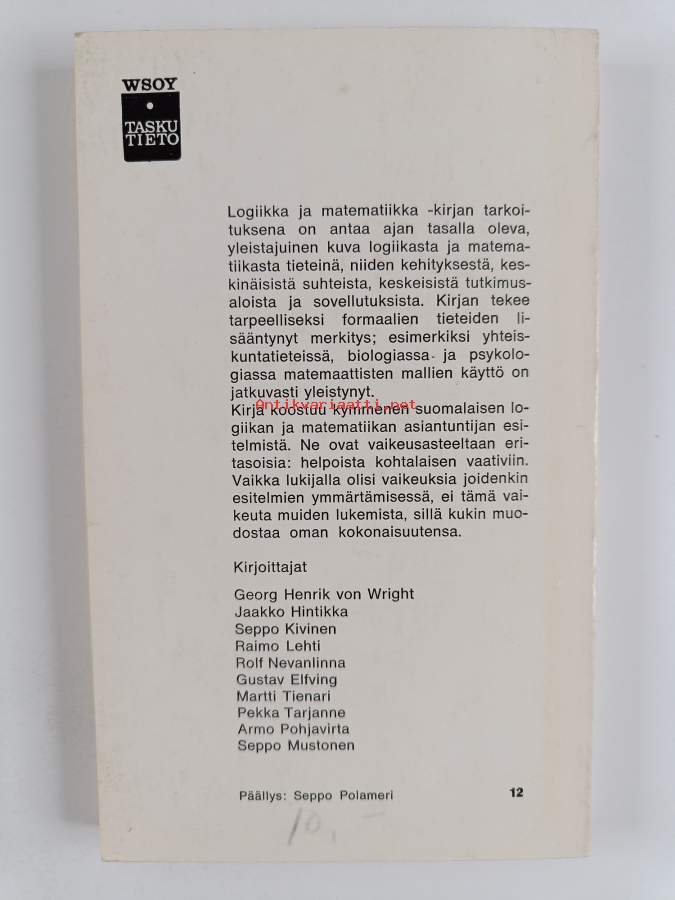 WSOY
TASKU
TIETO
Logiikka ja matematiikka -kirjan tarkoi-
tuksena on antaa ajan tasalla oleva,
yleistajuinen kuva logiikasta ja matema-
tiikasta tieteinä, niiden kehityksestä, kes-
kinäisistä suhteista, keskeisistä tutkimus-
aloista ja sovellutuksista. Kirjan tekee
tarpeelliseksi formaalien tieteiden li-
sääntynyt merkitys; esimerkiksi yhteis-
kuntatieteissä, biologiassa ja psykolo-
giassa matemaattisten mallien käyttö on
jatkuvasti yleistynyt.
Antikvariaatti.net
Kirja koostuu kymmenen suomalaisen lo-
giikan ja matematiikan asiantuntijan esi-
telmistä. Ne ovat vaikeusasteeltaan eri-
tasoisia: helpoista kohtalaisen vaativiin.
Vaikka lukijalla olisi vaikeuksia joidenkin
esitelmien ymmärtämisessä, ei tämä vai-
keuta muiden lukemista, sillä kukin muo-
dostaa oman kokonaisuutensa.
Kirjoittajat
Georg Henrik von Wright
Jaakko Hintikka
Seppo Kivinen
Raimo Lehti
Rolf Nevanlinna
Gustav Elfving
Martti Tienari
Pekka Tarjanne
Armo Pohjavirta
Seppo Mustonen
Päällys: Seppo Polameri 12
10,-